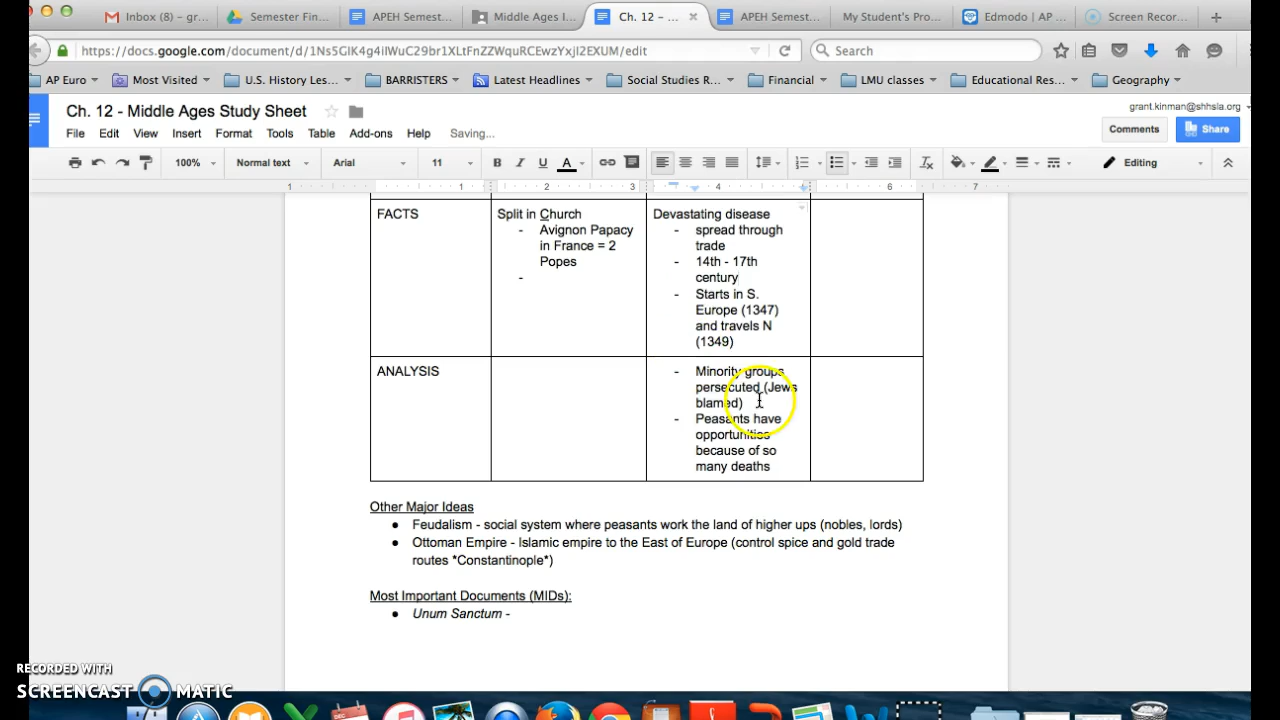 Inbox (8) – gr...
Semester Fin...
APEH Semest...
Middle Ages I...
Ch. 12 – ...
APEH Semest...
My Student's Pro...
Edmodo | AP ...
Screen Recor...
https://docs.google.com/document/d/1Ns5GIK4g4iIWuC29br1XLtFnZZWquRCEwzYxjl2EXUM/edit
Search
AP Euro
Most Visited
U.S. History Les...
BARRISTERS
Latest Headlines
Social Studies R...
Financial
LMU classes
Educational Res...
Geography
Ch. 12 - Middle Ages Study Sheet
grant.kinman@shhsla.org
File Edit View Insert Format Tools Table Add-ons Help Saving...
Comments
Share
100% Normal text Arial 11 B I U A Editing
1 1 2 3 4 6 7
FACTS
Split in Church
- Avignon Papacy
in France = 2
Popes
-
Devastating disease
- spread through
trade
- 14th - 17th
century
- Starts in S.
Europe (1347)
and travels N
(1349)
ANALYSIS
- Minority groups
persecuted (Jews
blamed)
- Peasants have
opportunities
because of so
many deaths
Other Major Ideas
● Feudalism - social system where peasants work the land of higher ups (nobles, lords)
● Ottoman Empire - Islamic empire to the East of Europe (control spice and gold trade
routes *Constantinople*)
Most Important Documents (MIDs):
● Unum Sanctum -
RECORDED WITH
SCREENCAST MATIC